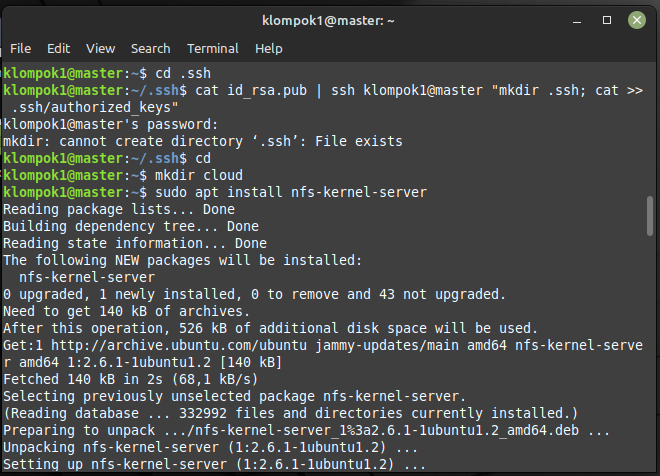 klompok1@master: ~
File Edit View Search Terminal Help
klompok1@master:~$ cd .ssh
klompok1@master:~/.ssh$ cat id_rsa.pub | ssh klompok1@master "mkdir .ssh; cat >>
 .ssh/authorized_keys"
klompok1@master's password:
mkdir: cannot create directory ‘.ssh’: File exists
klompok1@master:~/.ssh$ cd
klompok1@master:~$ mkdir cloud
klompok1@master:~$ sudo apt install nfs-kernel-server
Reading package lists... Done
Building dependency tree... Done
Reading state information... Done
The following NEW packages will be installed:
  nfs-kernel-server
0 upgraded, 1 newly installed, 0 to remove and 43 not upgraded.
Need to get 140 kB of archives.
After this operation, 526 kB of additional disk space will be used.
Get:1 http://archive.ubuntu.com/ubuntu jammy-updates/main amd64 nfs-kernel-serve
r amd64 1:2.6.1-1ubuntu1.2 [140 kB]
Fetched 140 kB in 2s (68,1 kB/s)
Selecting previously unselected package nfs-kernel-server.
(Reading database ... 332992 files and directories currently installed.)
Preparing to unpack .../nfs-kernel-server_1%3a2.6.1-1ubuntu1.2_amd64.deb ...
Unpacking nfs-kernel-server (1:2.6.1-1ubuntu1.2) ...
Setting up nfs-kernel-server (1:2.6.1-1ubuntu1.2) ...